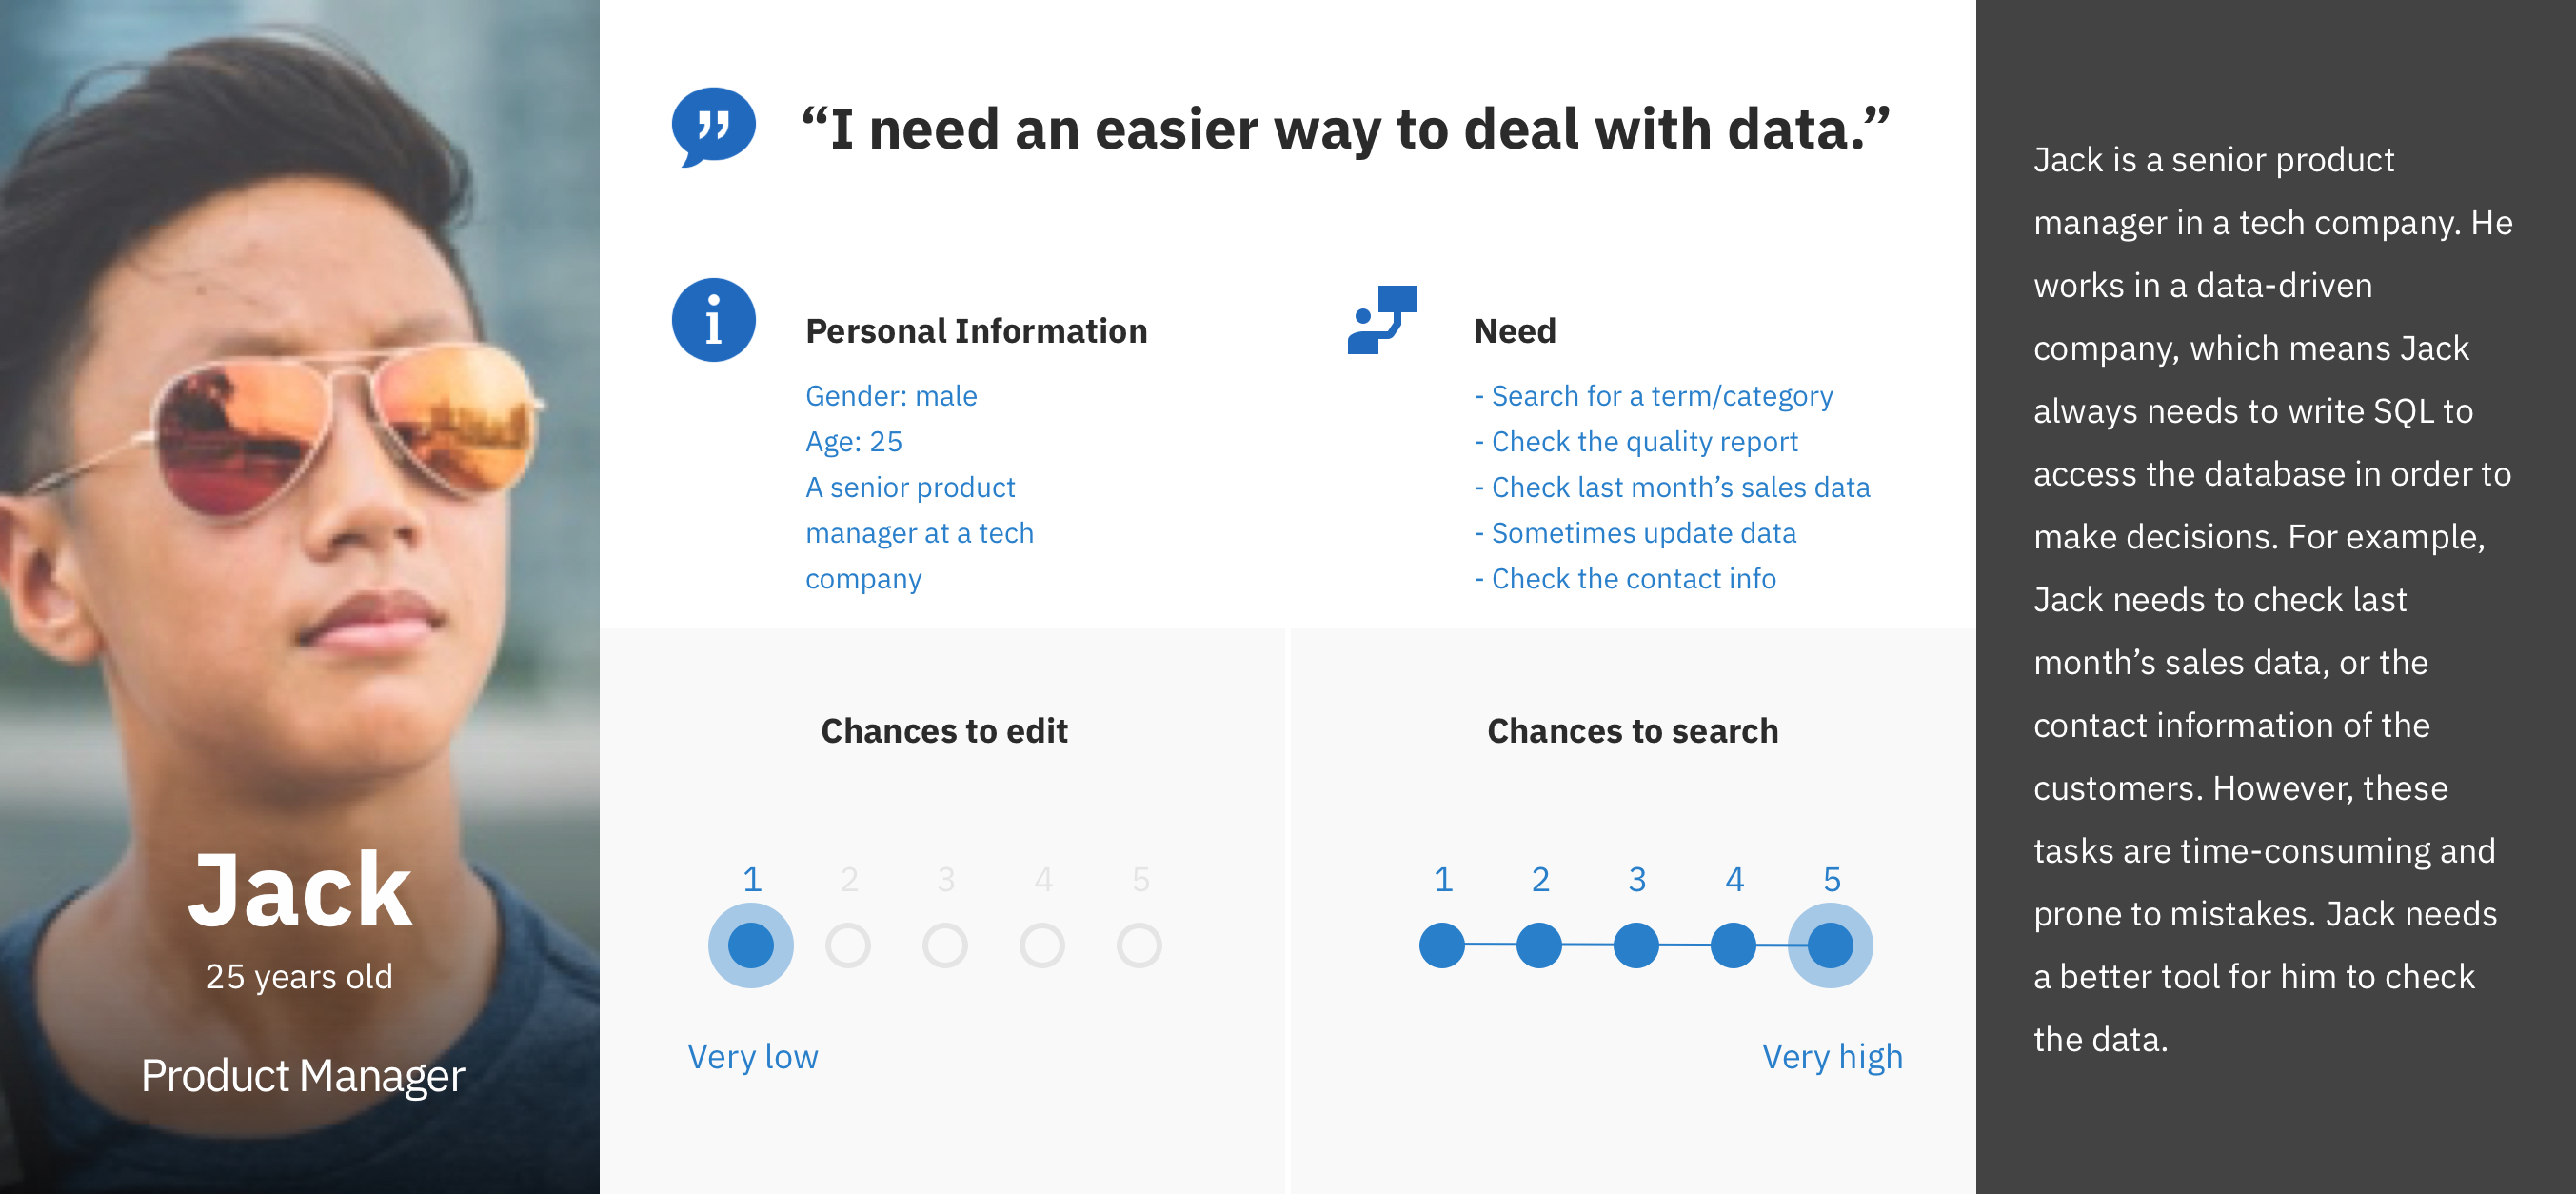 Jack
25 years old
Product Manager
“I need an easier way to deal with data.”
Personal Information
Gender: male
Age: 25
A senior product
manager at a tech
company
Need
- Search for a term/category
- Check the quality report
- Check last month’s sales data
- Sometimes update data
- Check the contact info
Chances to edit
1 2 3 4 5
Very low
Chances to search
1 2 3 4 5
Very high
Jack is a senior product
manager in a tech company. He
works in a data-driven
company, which means Jack
always needs to write SQL to
access the database in order to
make decisions. For example,
Jack needs to check last
month’s sales data, or the
contact information of the
customers. However, these
tasks are time-consuming and
prone to mistakes. Jack needs
a better tool for him to check
the data.